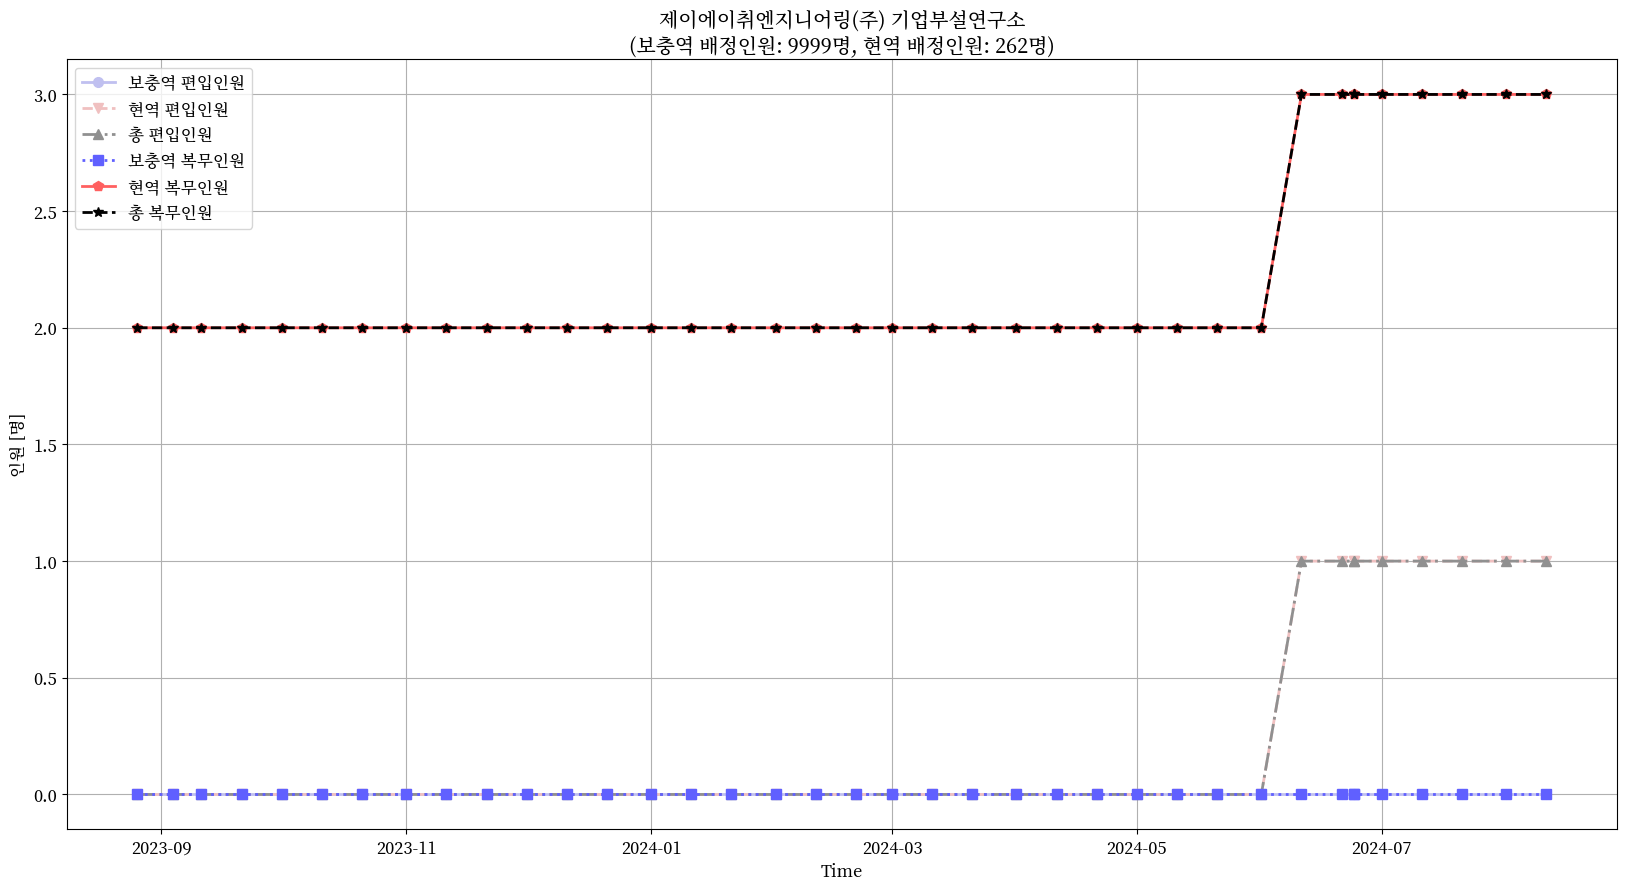 제이에이취엔지니어링(주) 기업부설연구소
(보충역 배정인원: 9999명, 현역 배정인원: 262명)
보충역 편입인원
현역 편입인원
총 편입인원
보충역 복무인원
현역 복무인원
총 복무인원
인원 [명]
3.0
2.5
2.0
1.5
1.0
0.5
0.0
2023-09
2023-11
2024-01
2024-03
2024-05
2024-07
Time